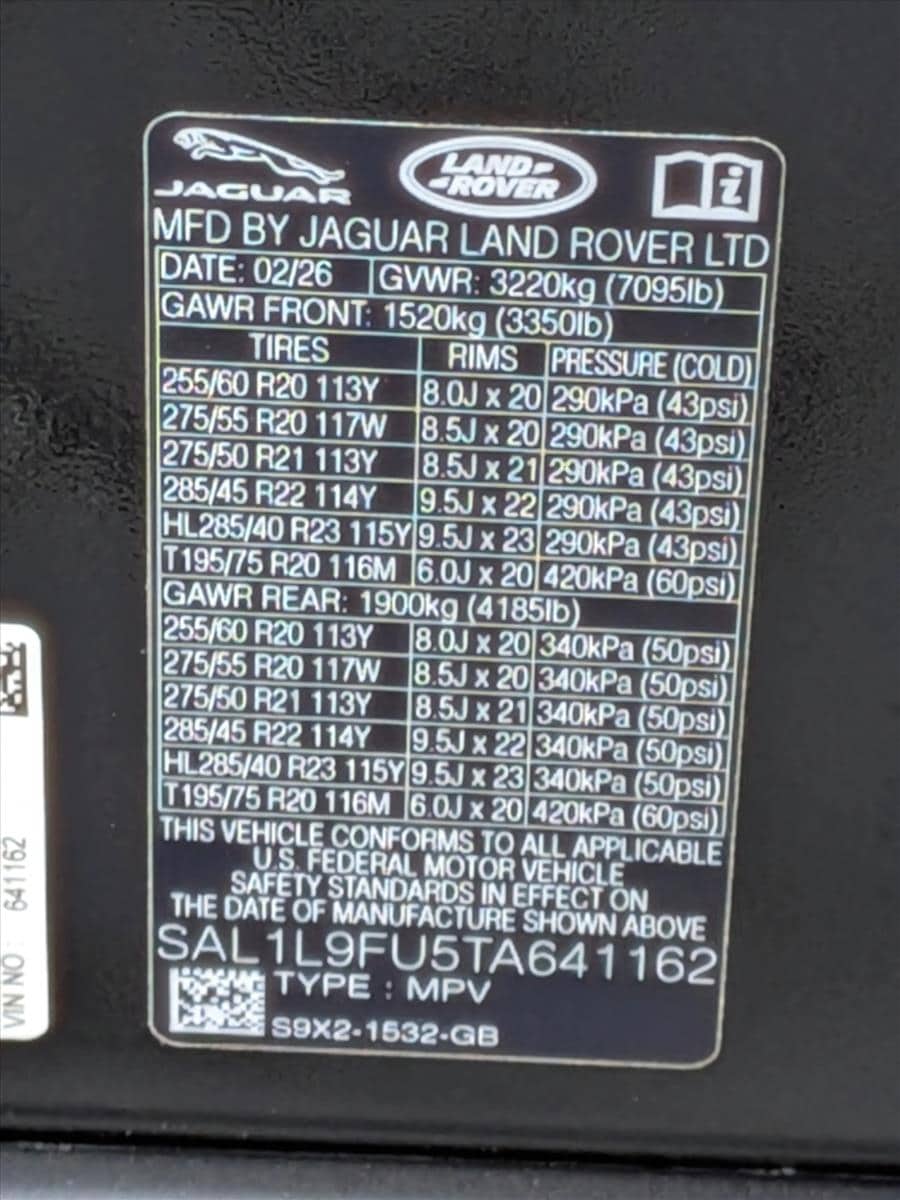 JAGUAR
LAND-
-ROVER
i
MFD BY JAGUAR LAND ROVER LTD
DATE: 02/26 GVWR: 3220kg (7095lb)
GAWR FRONT: 1520kg (3350lb)
TIRES RIMS PRESSURE (COLD)
255/60 R20 113Y 8.0J x 20 290kPa (43psi)
275/55 R20 117W 8.5J x 20 290kPa (43psi)
275/50 R21 113Y 8.5J x 21 290kPa (43psi)
285/45 R22 114Y 9.5J x 22 290kPa (43psi)
HL285/40 R23 115Y 9.5J x 23 290kPa (43psi)
T195/75 R20 116M 6.0J x 20 420kPa (60psi)
GAWR REAR: 1900kg (4185lb)
255/60 R20 113Y 8.0J x 20 340kPa (50psi)
275/55 R20 117W 8.5J x 20 340kPa (50psi)
275/50 R21 113Y 8.5J x 21 340kPa (50psi)
285/45 R22 114Y 9.5J x 22 340kPa (50psi)
HL285/40 R23 115Y 9.5J x 23 340kPa (50psi)
T195/75 R20 116M 6.0J x 20 420kPa (60psi)
THIS VEHICLE CONFORMS TO ALL APPLICABLE
U.S. FEDERAL MOTOR VEHICLE
SAFETY STANDARDS IN EFFECT ON
THE DATE OF MANUFACTURE SHOWN ABOVE
SAL1L9FU5TA641162
TYPE : MPV
S9X2-1532-GB
VIN NO : 641162